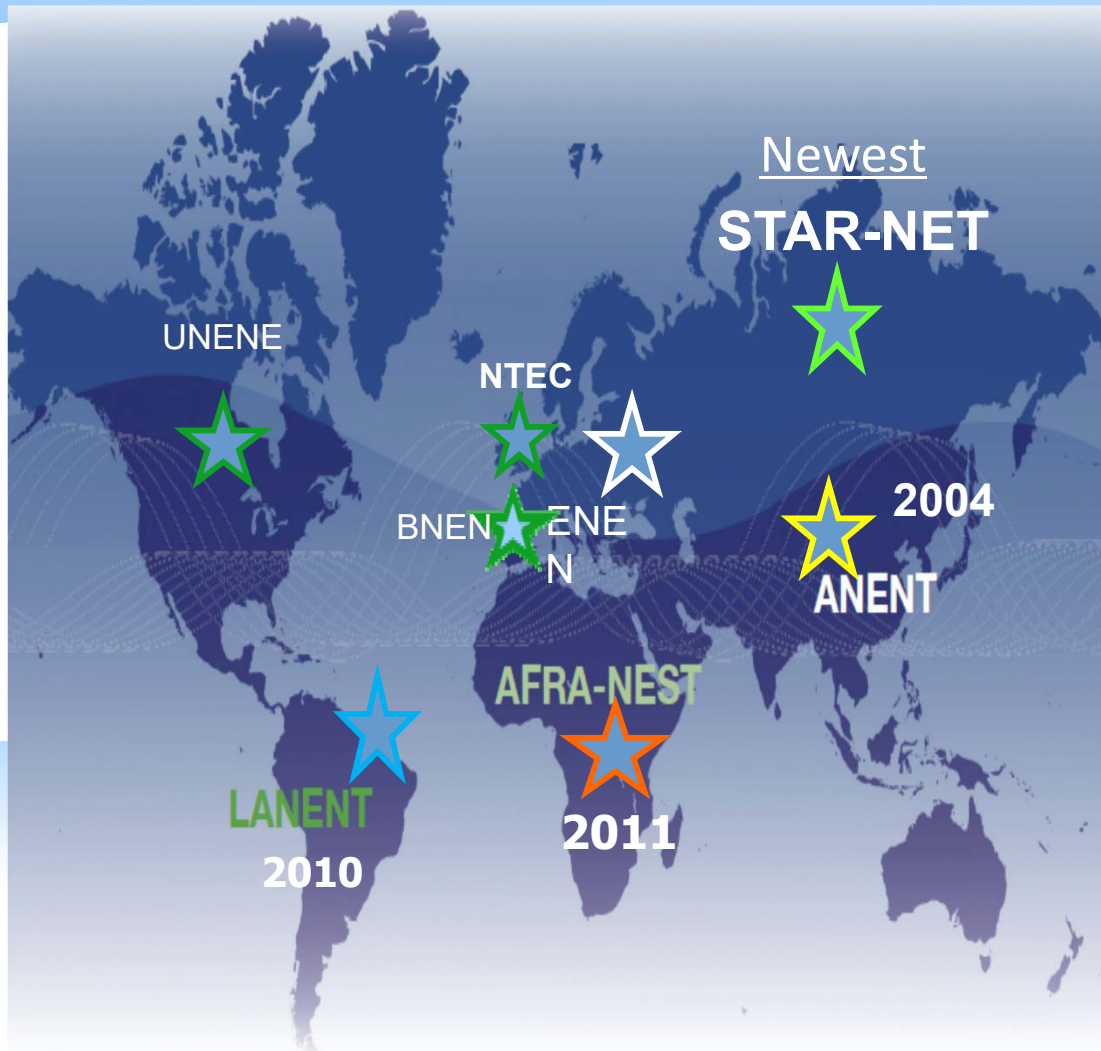 Newest
STAR-NET
UNENE
NTEC
2004
BNEN
ENE
N
ANENT
AFRA-NEST
LANENT
2011
2010